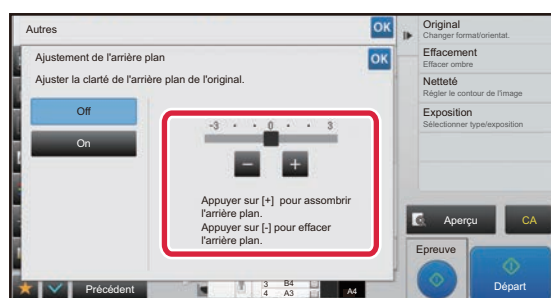 Autres
OK
Ajustement de l'arrière plan
OK
Ajuster la clarté de l'arrière plan de l'original.
Off
On
-3 0 3
- +
Appuyer sur [+] pour assombrir
l'arrière plan.
Appuyer sur [-] pour effacer
l'arrière plan.
Précédent
3 B4
4 A3
A4
Original
Changer format/orientat.
Effacement
Effacer ombre
Netteté
Régler le contour de l'image
Exposition
Sélectionner type/exposition
Aperçu
CA
Epreuve
Départ